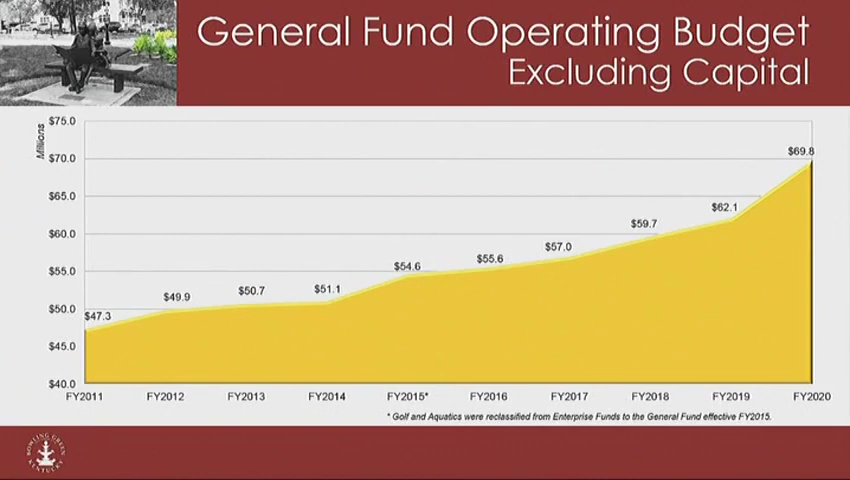 General Fund Operating Budget
Excluding Capital
Millions
$75.0
$70.0
$65.0
$60.0
$55.0
$50.0
$45.0
$40.0
$47.3
$49.9
$50.7
$51.1
$54.6
$55.6
$57.0
$59.7
$62.1
$69.8
FY2011 FY2012 FY2013 FY2014 FY2015* FY2016 FY2017 FY2018 FY2019 FY2020
* Golf and Aquatics were reclassified from Enterprise Funds to the General Fund effective FY2015.
BOWLING GREEN
KENTUCKY